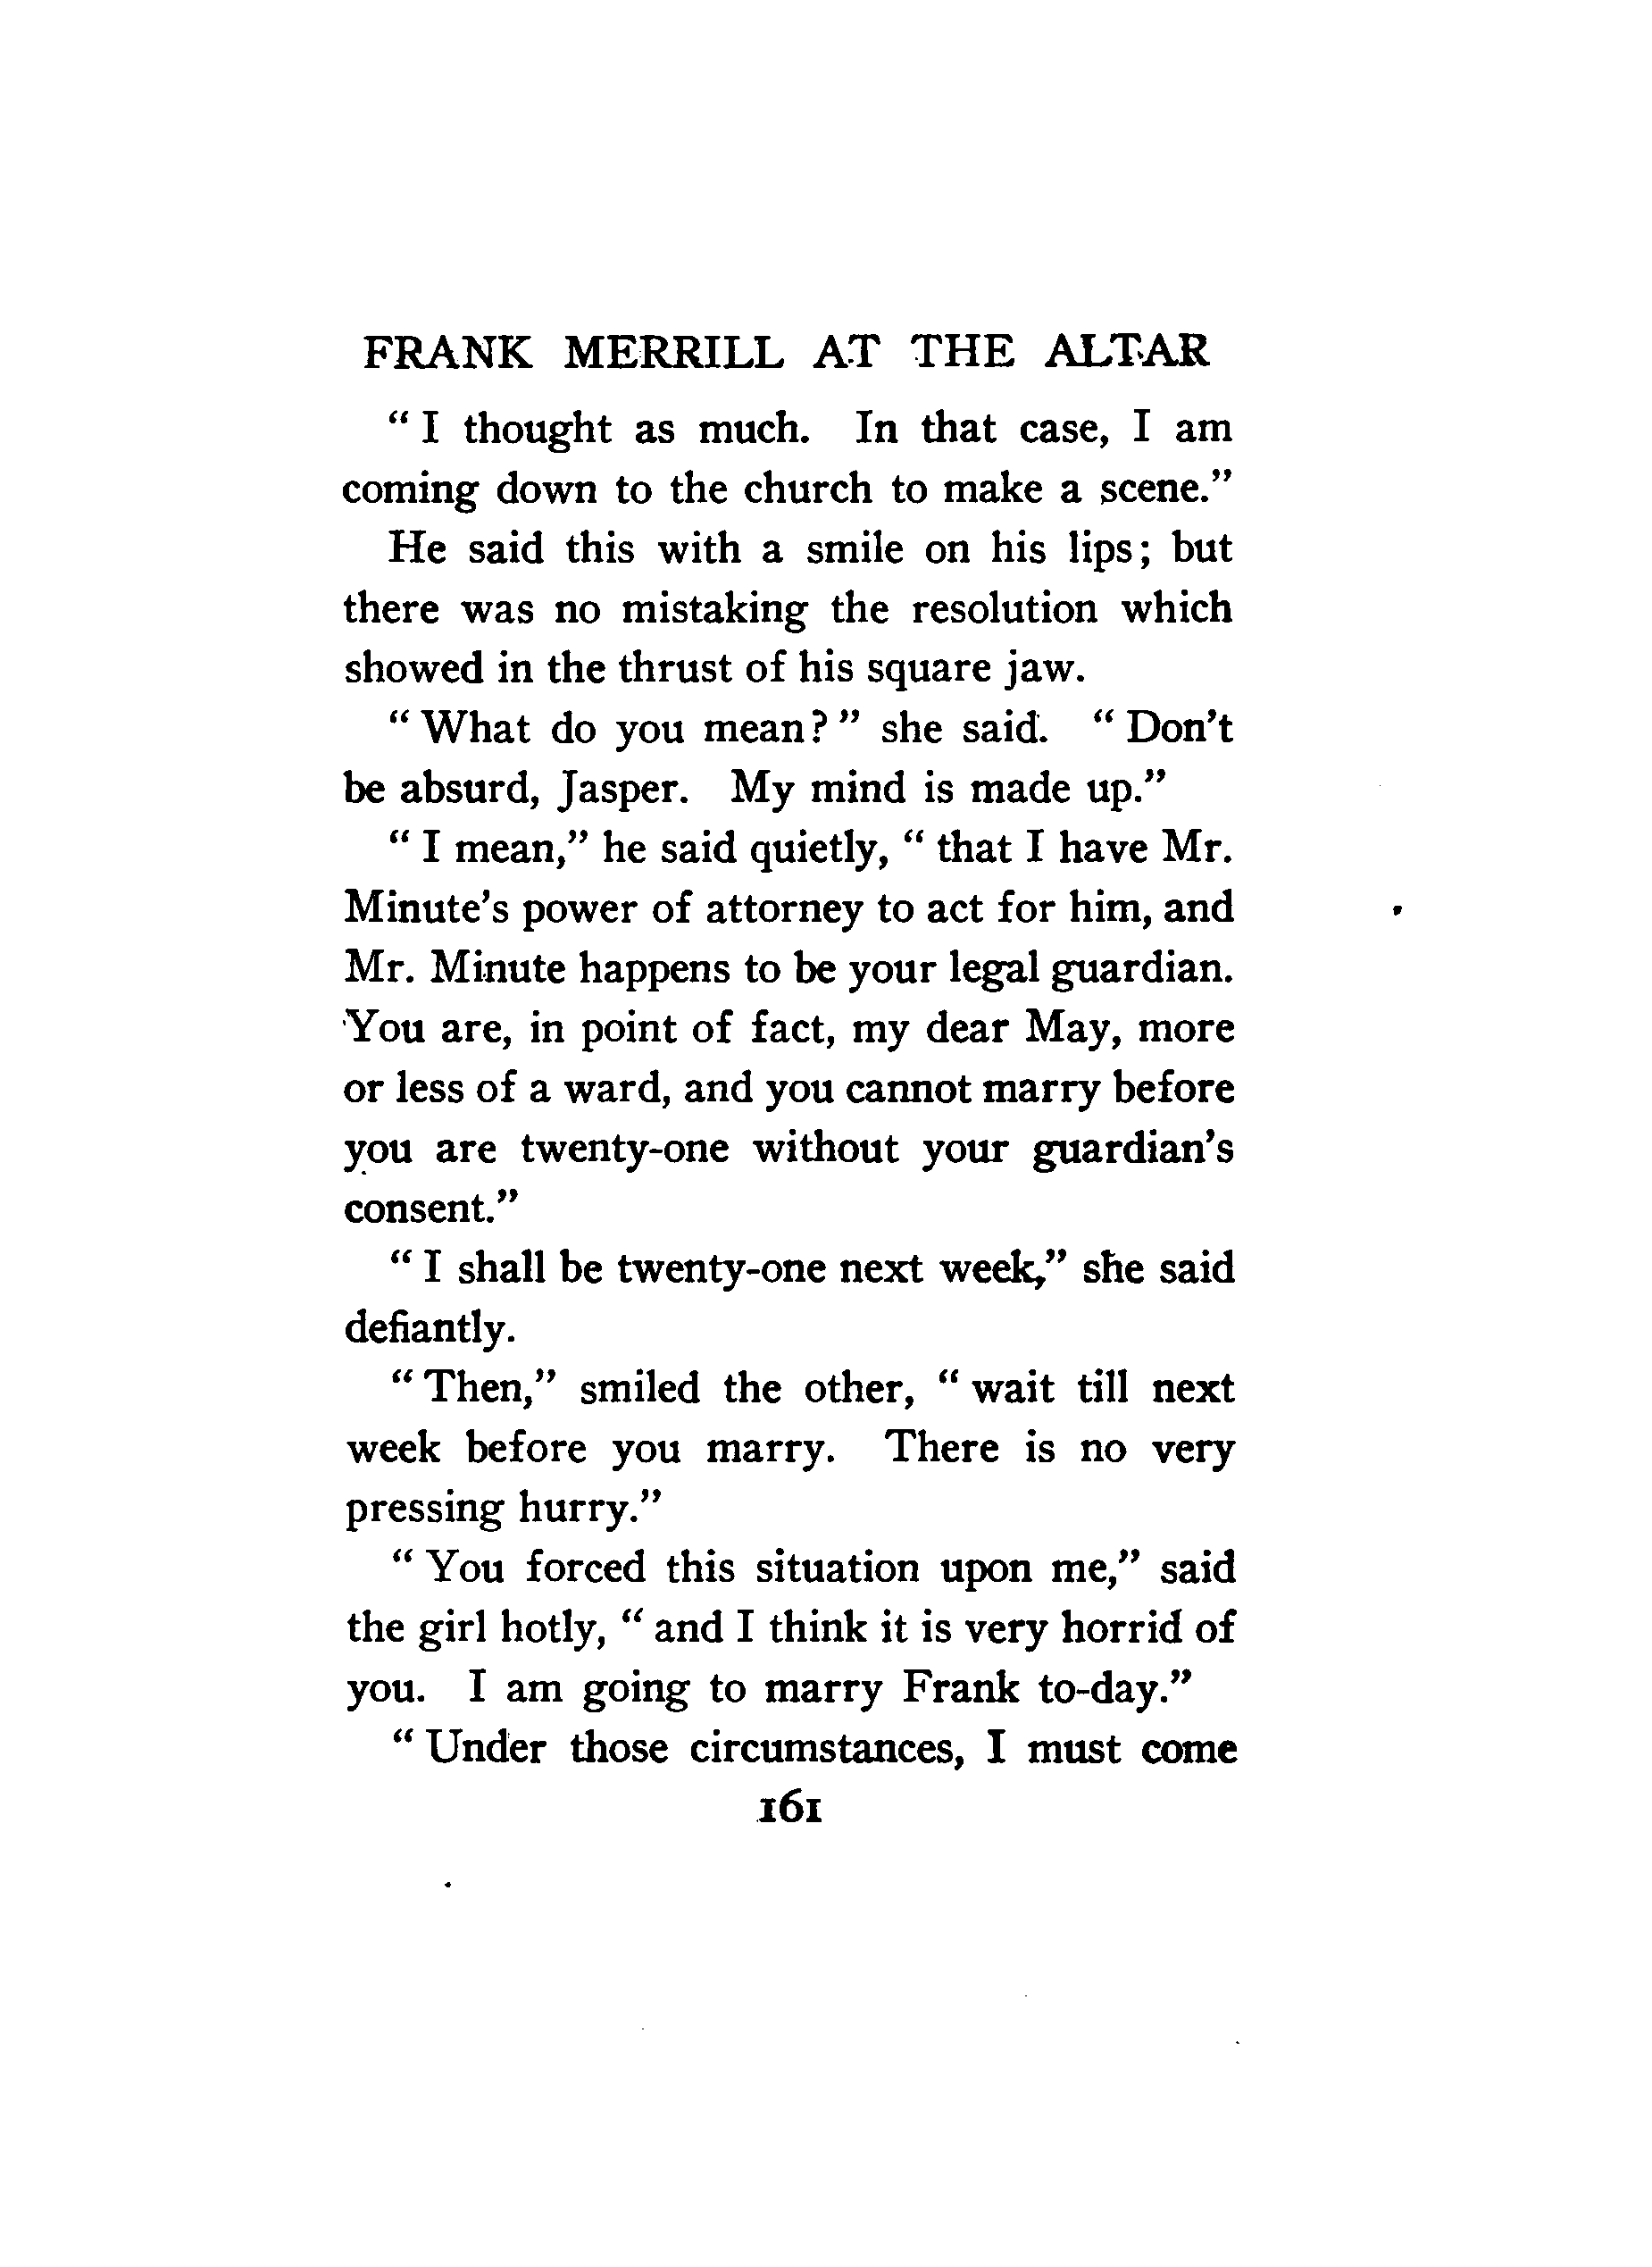 FRANK MERRILL AT THE ALTAR
“ I thought as much. In that case, I am
coming down to the church to make a scene.”
He said this with a smile on his lips; but
there was no mistaking the resolution which
showed in the thrust of his square jaw.
“ What do you mean? ” she said. “ Don’t
be absurd, Jasper. My mind is made up.”
“ I mean,” he said quietly, “ that I have Mr.
Minute’s power of attorney to act for him, and
Mr. Minute happens to be your legal guardian.
You are, in point of fact, my dear May, more
or less of a ward, and you cannot marry before
you are twenty-one without your guardian’s
consent.”
“ I shall be twenty-one next week,” she said
defiantly.
“ Then,” smiled the other, “ wait till next
week before you marry. There is no very
pressing hurry.”
“ You forced this situation upon me,” said
the girl hotly, “ and I think it is very horrid of
you. I am going to marry Frank to-day.”
“ Under those circumstances, I must come
161